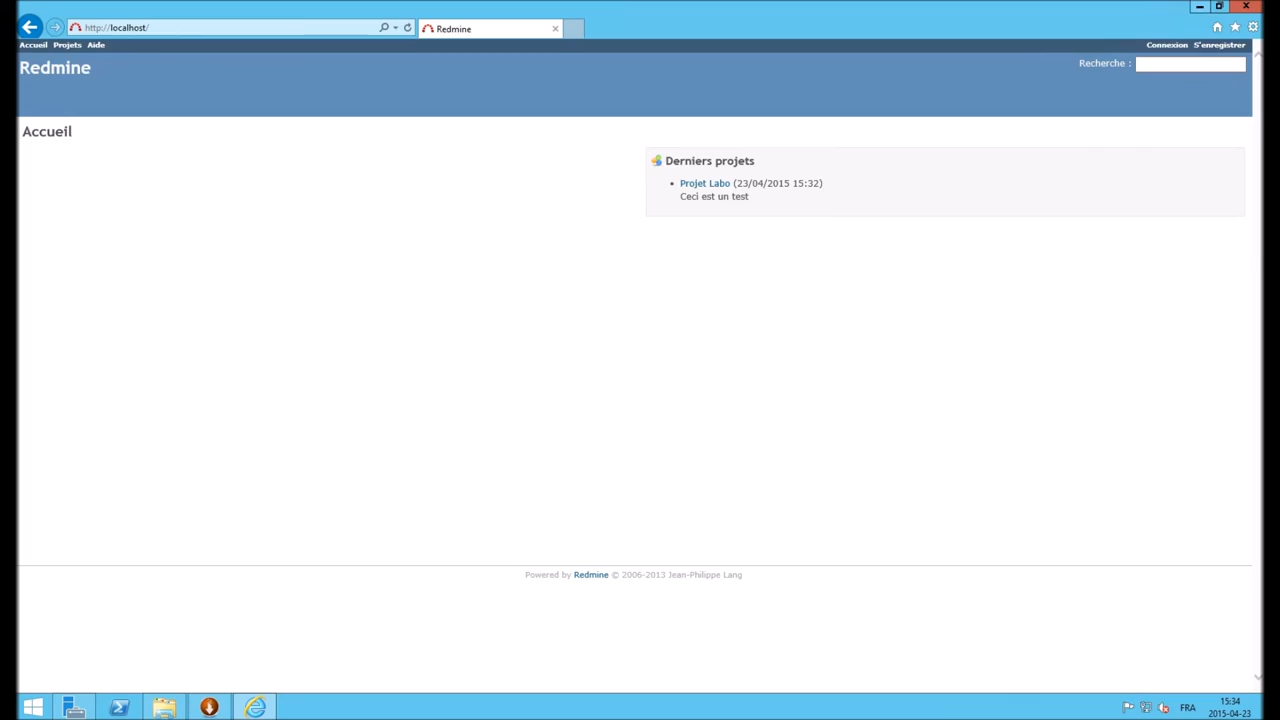 http://localhost/
Redmine
Accueil Projets Aide
Connexion S'enregistrer
Redmine
Recherche :
Accueil
Derniers projets
Projet Labo (23/04/2015 15:32)
Ceci est un test
Powered by Redmine © 2006-2013 Jean-Philippe Lang
FRA
15:34
2015-04-23